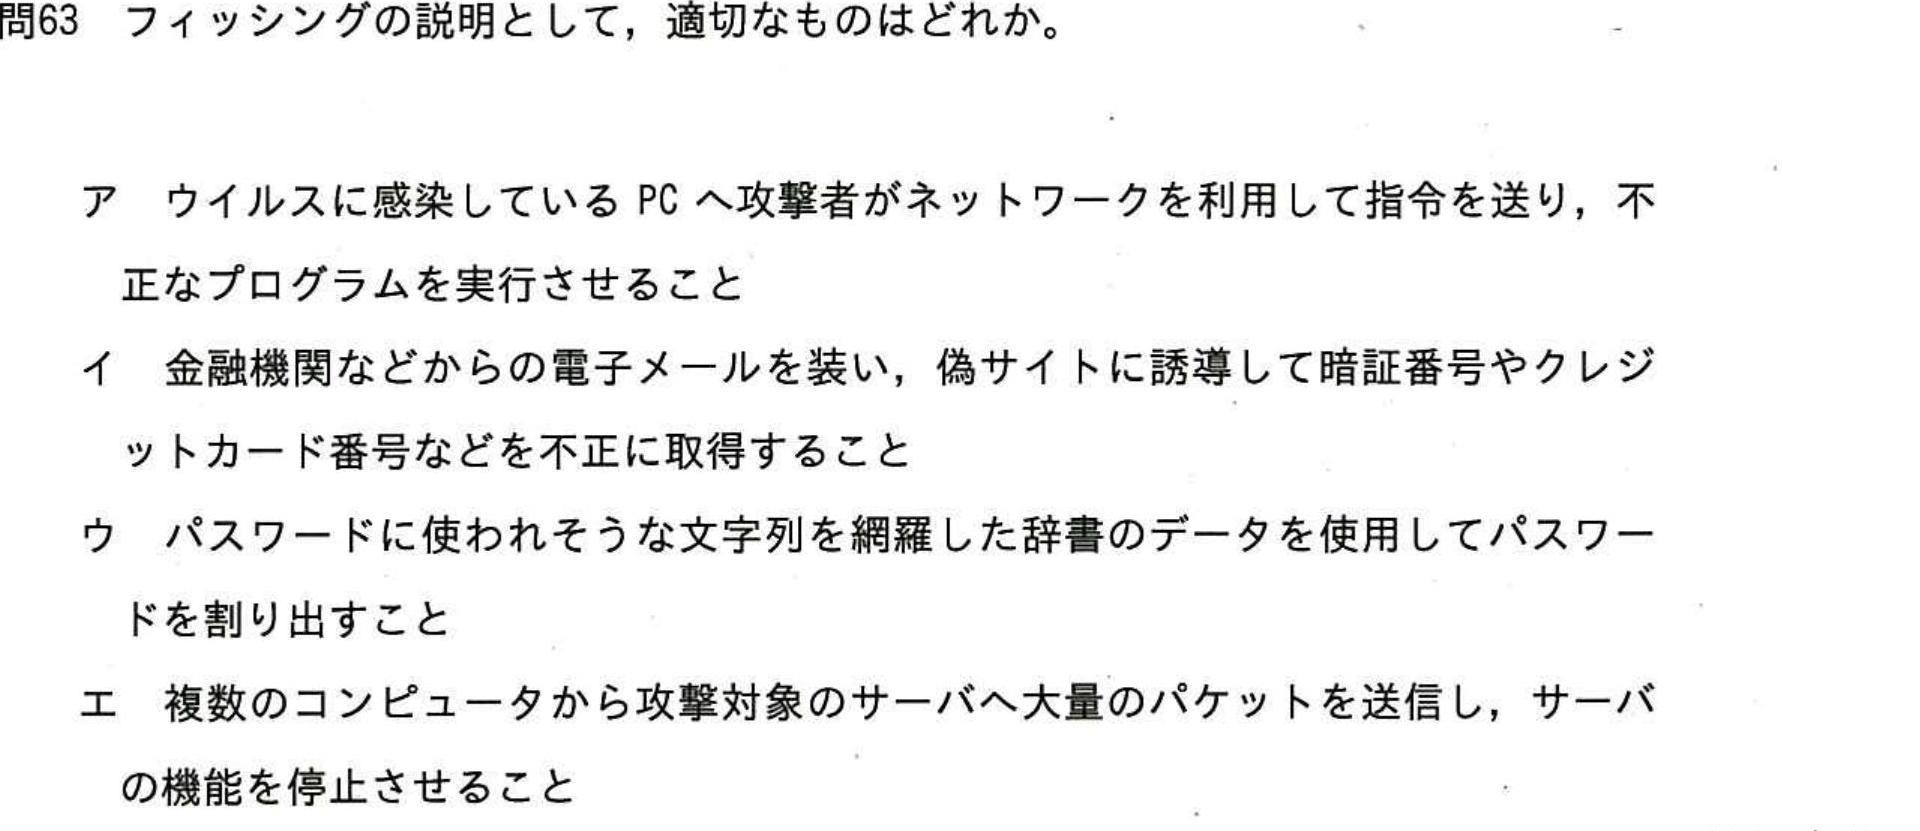 問63　フィッシングの説明として，適切なものはどれか。
ア　ウイルスに感染している PC へ攻撃者がネットワークを利用して指令を送り，不
正なプログラムを実行させること
イ　金融機関などからの電子メールを装い，偽サイトに誘導して暗証番号やクレジ
ットカード番号などを不正に取得すること
ウ　パスワードに使われそうな文字列を網羅した辞書のデータを使用してパスワー
ドを割り出すこと
エ　複数のコンピュータから攻撃対象のサーバへ大量のパケットを送信し，サーバ
の機能を停止させること